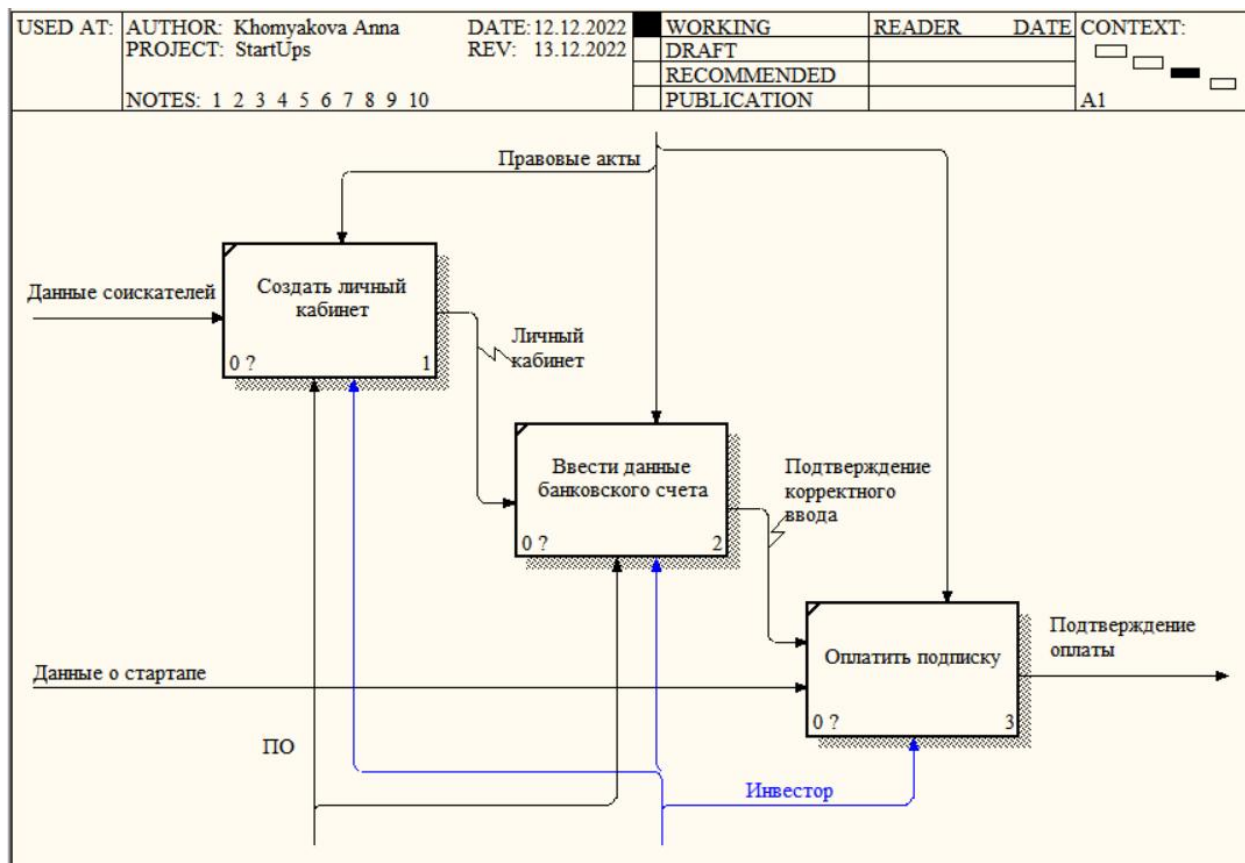 USED AT: AUTHOR: Khomyakova Anna DATE: 12.12.2022 WORKING READER DATE CONTEXT:
PROJECT: StartUps REV: 13.12.2022 DRAFT
RECOMMENDED
NOTES: 1 2 3 4 5 6 7 8 9 10 PUBLICATION A1
Правовые акты
Данные соискателей
Создать личный
кабинет
0 ? 1
Личный
кабинет
Ввести данные
банковского счета
0 ? 2
Подтверждение
корректного
ввода
Данные о стартапе
Оплатить подписку
0 ? 3
Подтверждение
оплаты
ПО
Инвестор